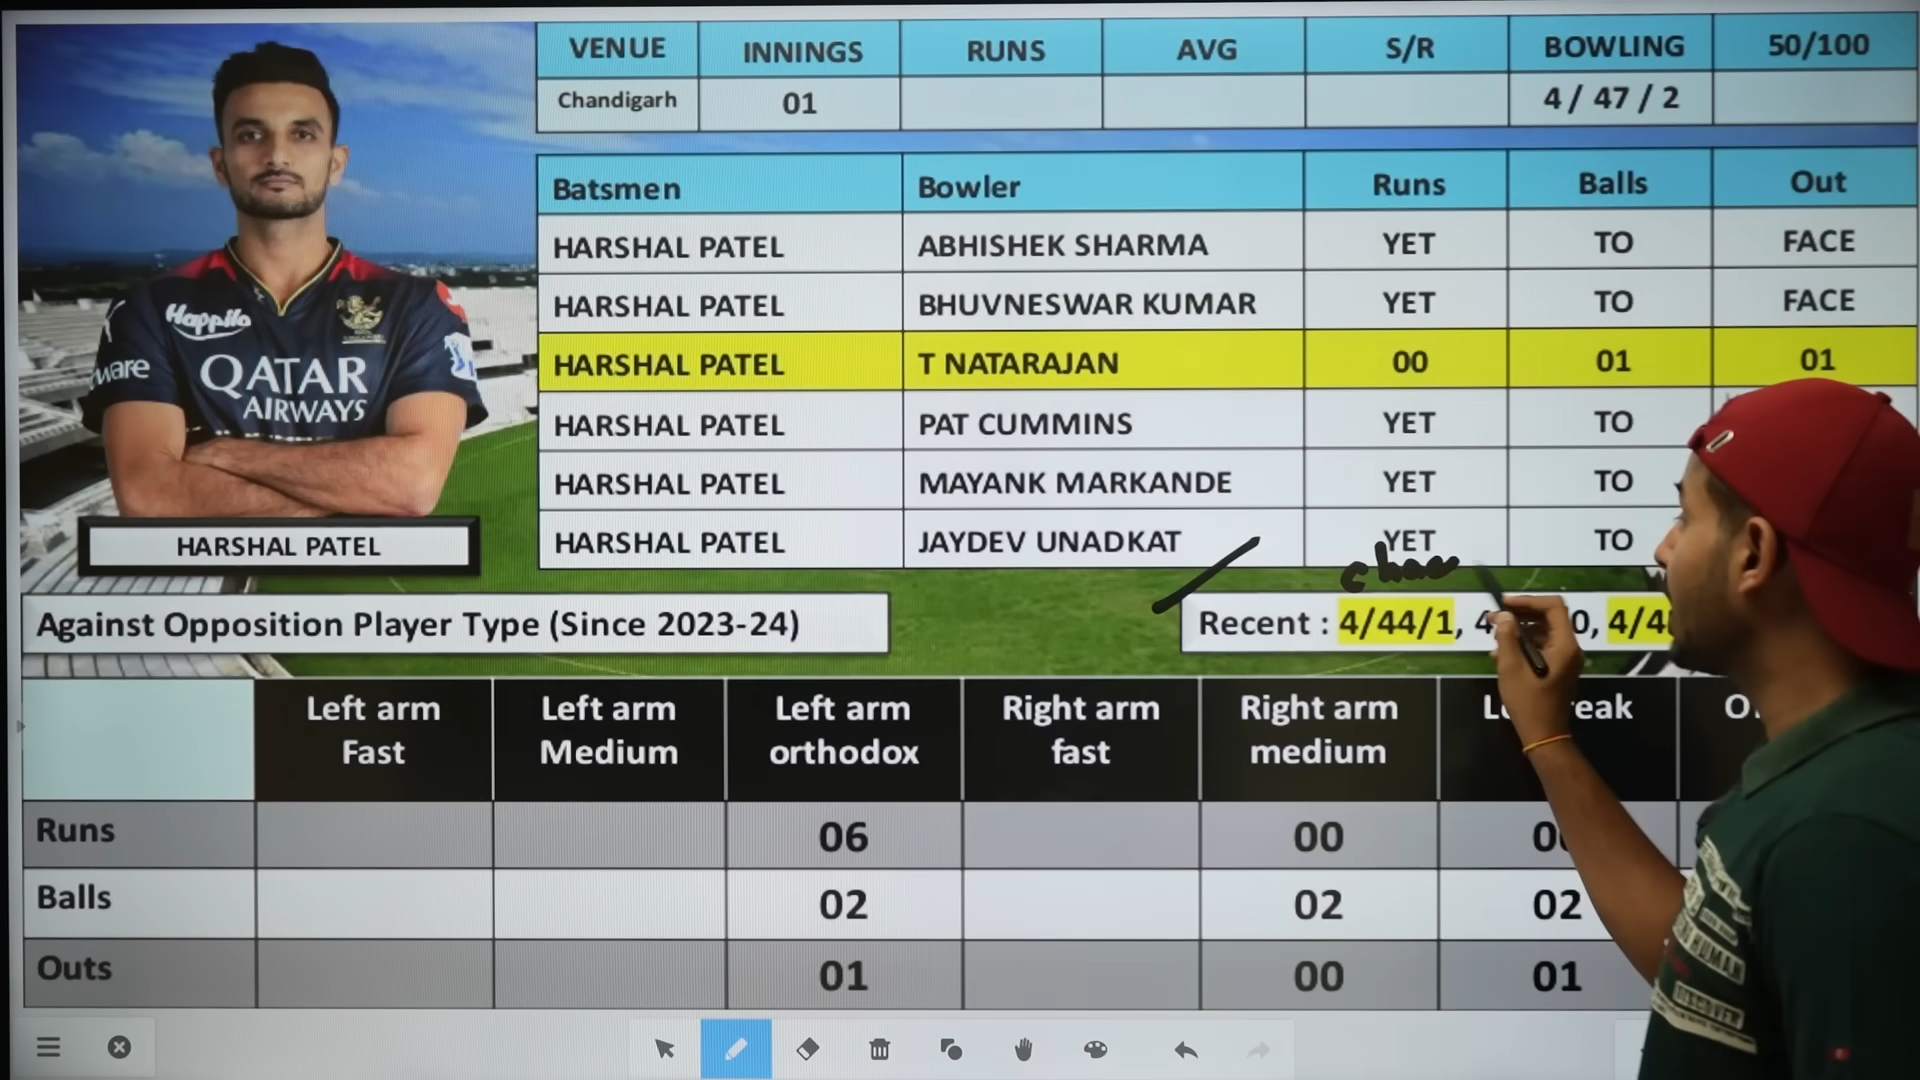 VENUE INNINGS RUNS AVG S/R BOWLING 50/100
Chandigarh 01 4 / 47 / 2
Batsmen Bowler Runs Balls Out
HARSHAL PATEL ABHISHEK SHARMA YET TO FACE
HARSHAL PATEL BHUVNESWAR KUMAR YET TO FACE
HARSHAL PATEL T NATARAJAN 00 01 01
HARSHAL PATEL PAT CUMMINS YET TO
HARSHAL PATEL MAYANK MARKANDE YET TO
HARSHAL PATEL JAYDEV UNADKAT YET TO
Happilo
QATAR
AIRWAYS
HARSHAL PATEL
Against Opposition Player Type (Since 2023-24)
Recent : 4/44/1,
Left arm Fast Left arm Medium Left arm orthodox Right arm fast Right arm medium
Runs 06 00
Balls 02 02 02
Outs 01 00 01